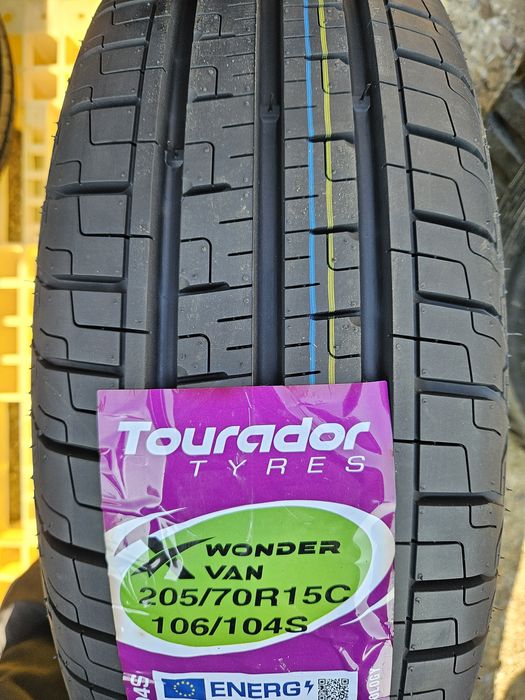 Tourador
TYRES
X WONDER
VAN
205/70R15C
106/104S
ENERG